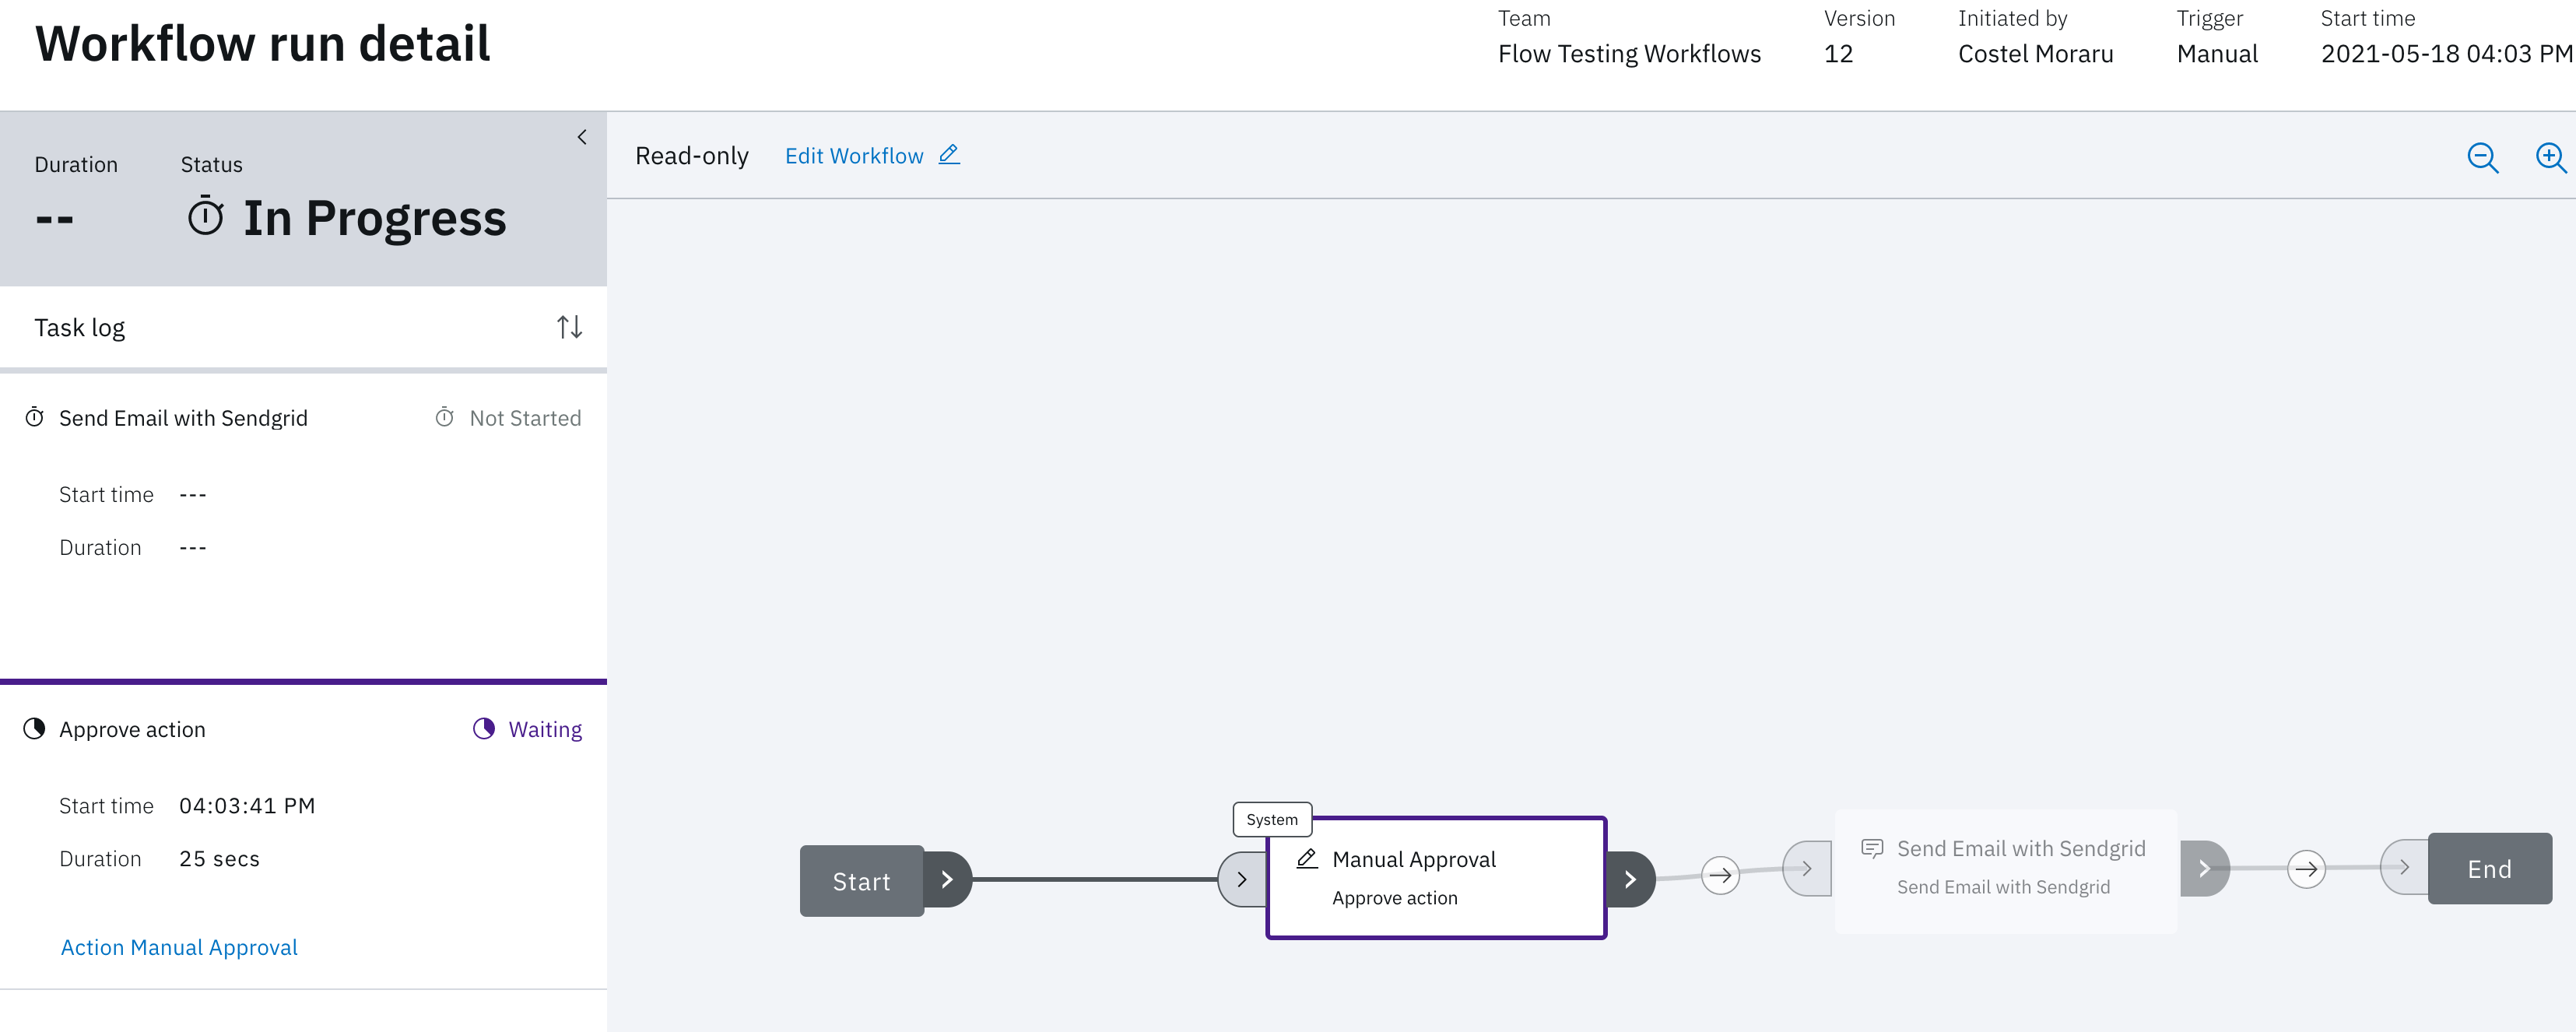 Workflow run detail
Team
Flow Testing Workflows
Version
12
Initiated by
Costel Moraru
Trigger
Manual
Start time
2021-05-18 04:03 PM
Duration
--
Status
In Progress
Read-only
Edit Workflow
Task log
Send Email with Sendgrid
Not Started
Start time ---
Duration ---
Approve action
Waiting
Start time 04:03:41 PM
Duration 25 secs
Action Manual Approval
Start
System
Manual Approval
Approve action
Send Email with Sendgrid
Send Email with Sendgrid
End